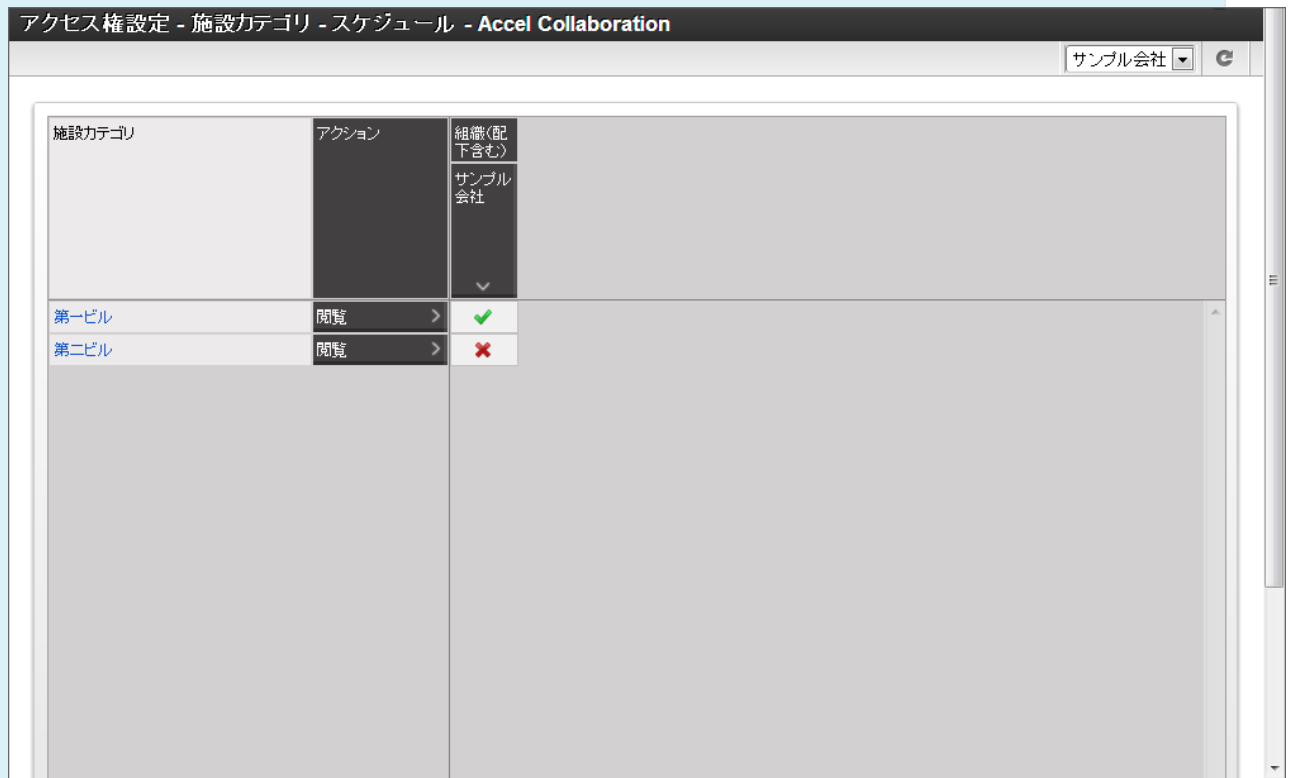 アクセス権設定 - 施設カテゴリ - スケジュール - Accel Collaboration
サンプル会社
施設カテゴリ
アクション
組織(配
下含む)
サンプル
会社
第一ビル
閲覧
第二ビル
閲覧